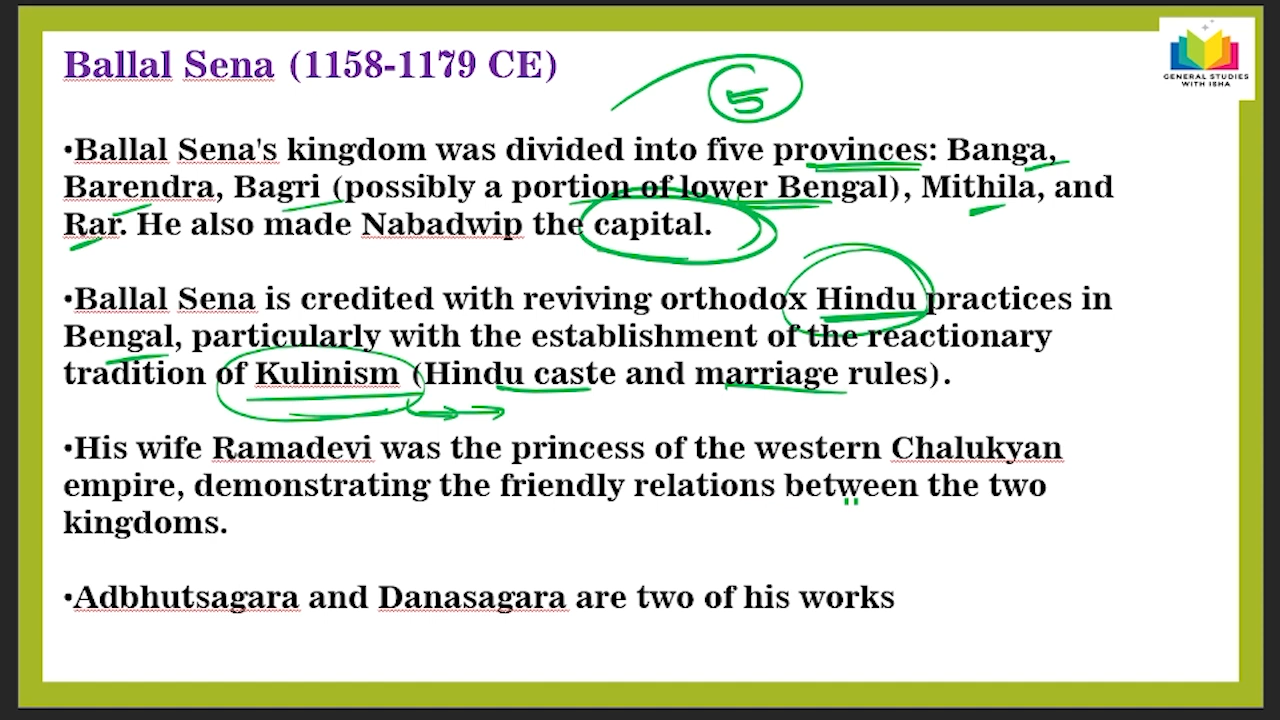 Ballal Sena (1158-1179 CE)
GENERAL STUDIES
WITH ISHA
5
•Ballal Sena's kingdom was divided into five provinces: Banga,
Barendra, Bagri (possibly a portion of lower Bengal), Mithila, and
Rar. He also made Nabadwip the capital.
•Ballal Sena is credited with reviving orthodox Hindu practices in
Bengal, particularly with the establishment of the reactionary
tradition of Kulinism (Hindu caste and marriage rules).
•His wife Ramadevi was the princess of the western Chalukyan
empire, demonstrating the friendly relations between the two
kingdoms.
•Adbhutsagara and Danasagara are two of his works